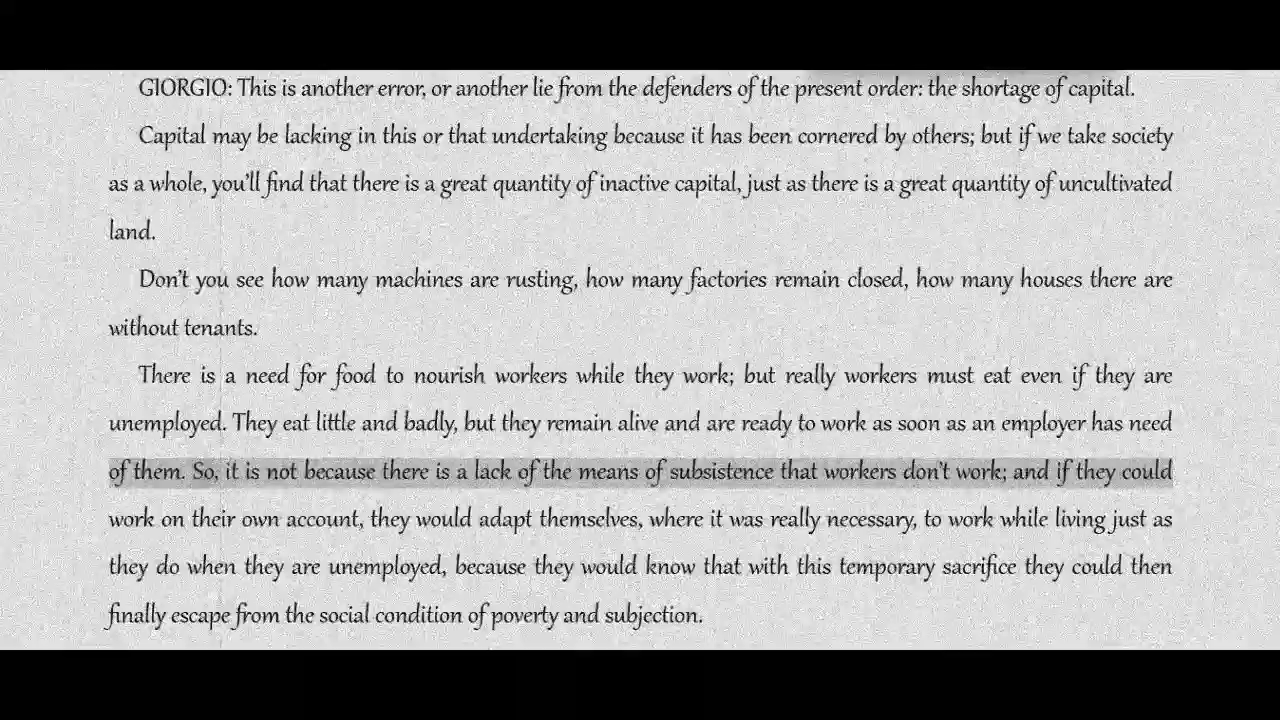 GIORGIO: This is another error, or another lie from the defenders of the present order: the shortage of capital.
Capital may be lacking in this or that undertaking because it has been cornered by others; but if we take society
as a whole, you'll find that there is a great quantity of inactive capital, just as there is a great quantity of uncultivated
land.
Don't you see how many machines are rusting, how many factories remain closed, how many houses there are
without tenants.
There is a need for food to nourish workers while they work; but really workers must eat even if they are
unemployed. They eat little and badly, but they remain alive and are ready to work as soon as an employer has need
of them. So, it is not because there is a lack of the means of subsistence that workers don't work; and if they could
work on their own account, they would adapt themselves, where it was really necessary, to work while living just as
they do when they are unemployed, because they would know that with this temporary sacrifice they could then
finally escape from the social condition of poverty and subjection.